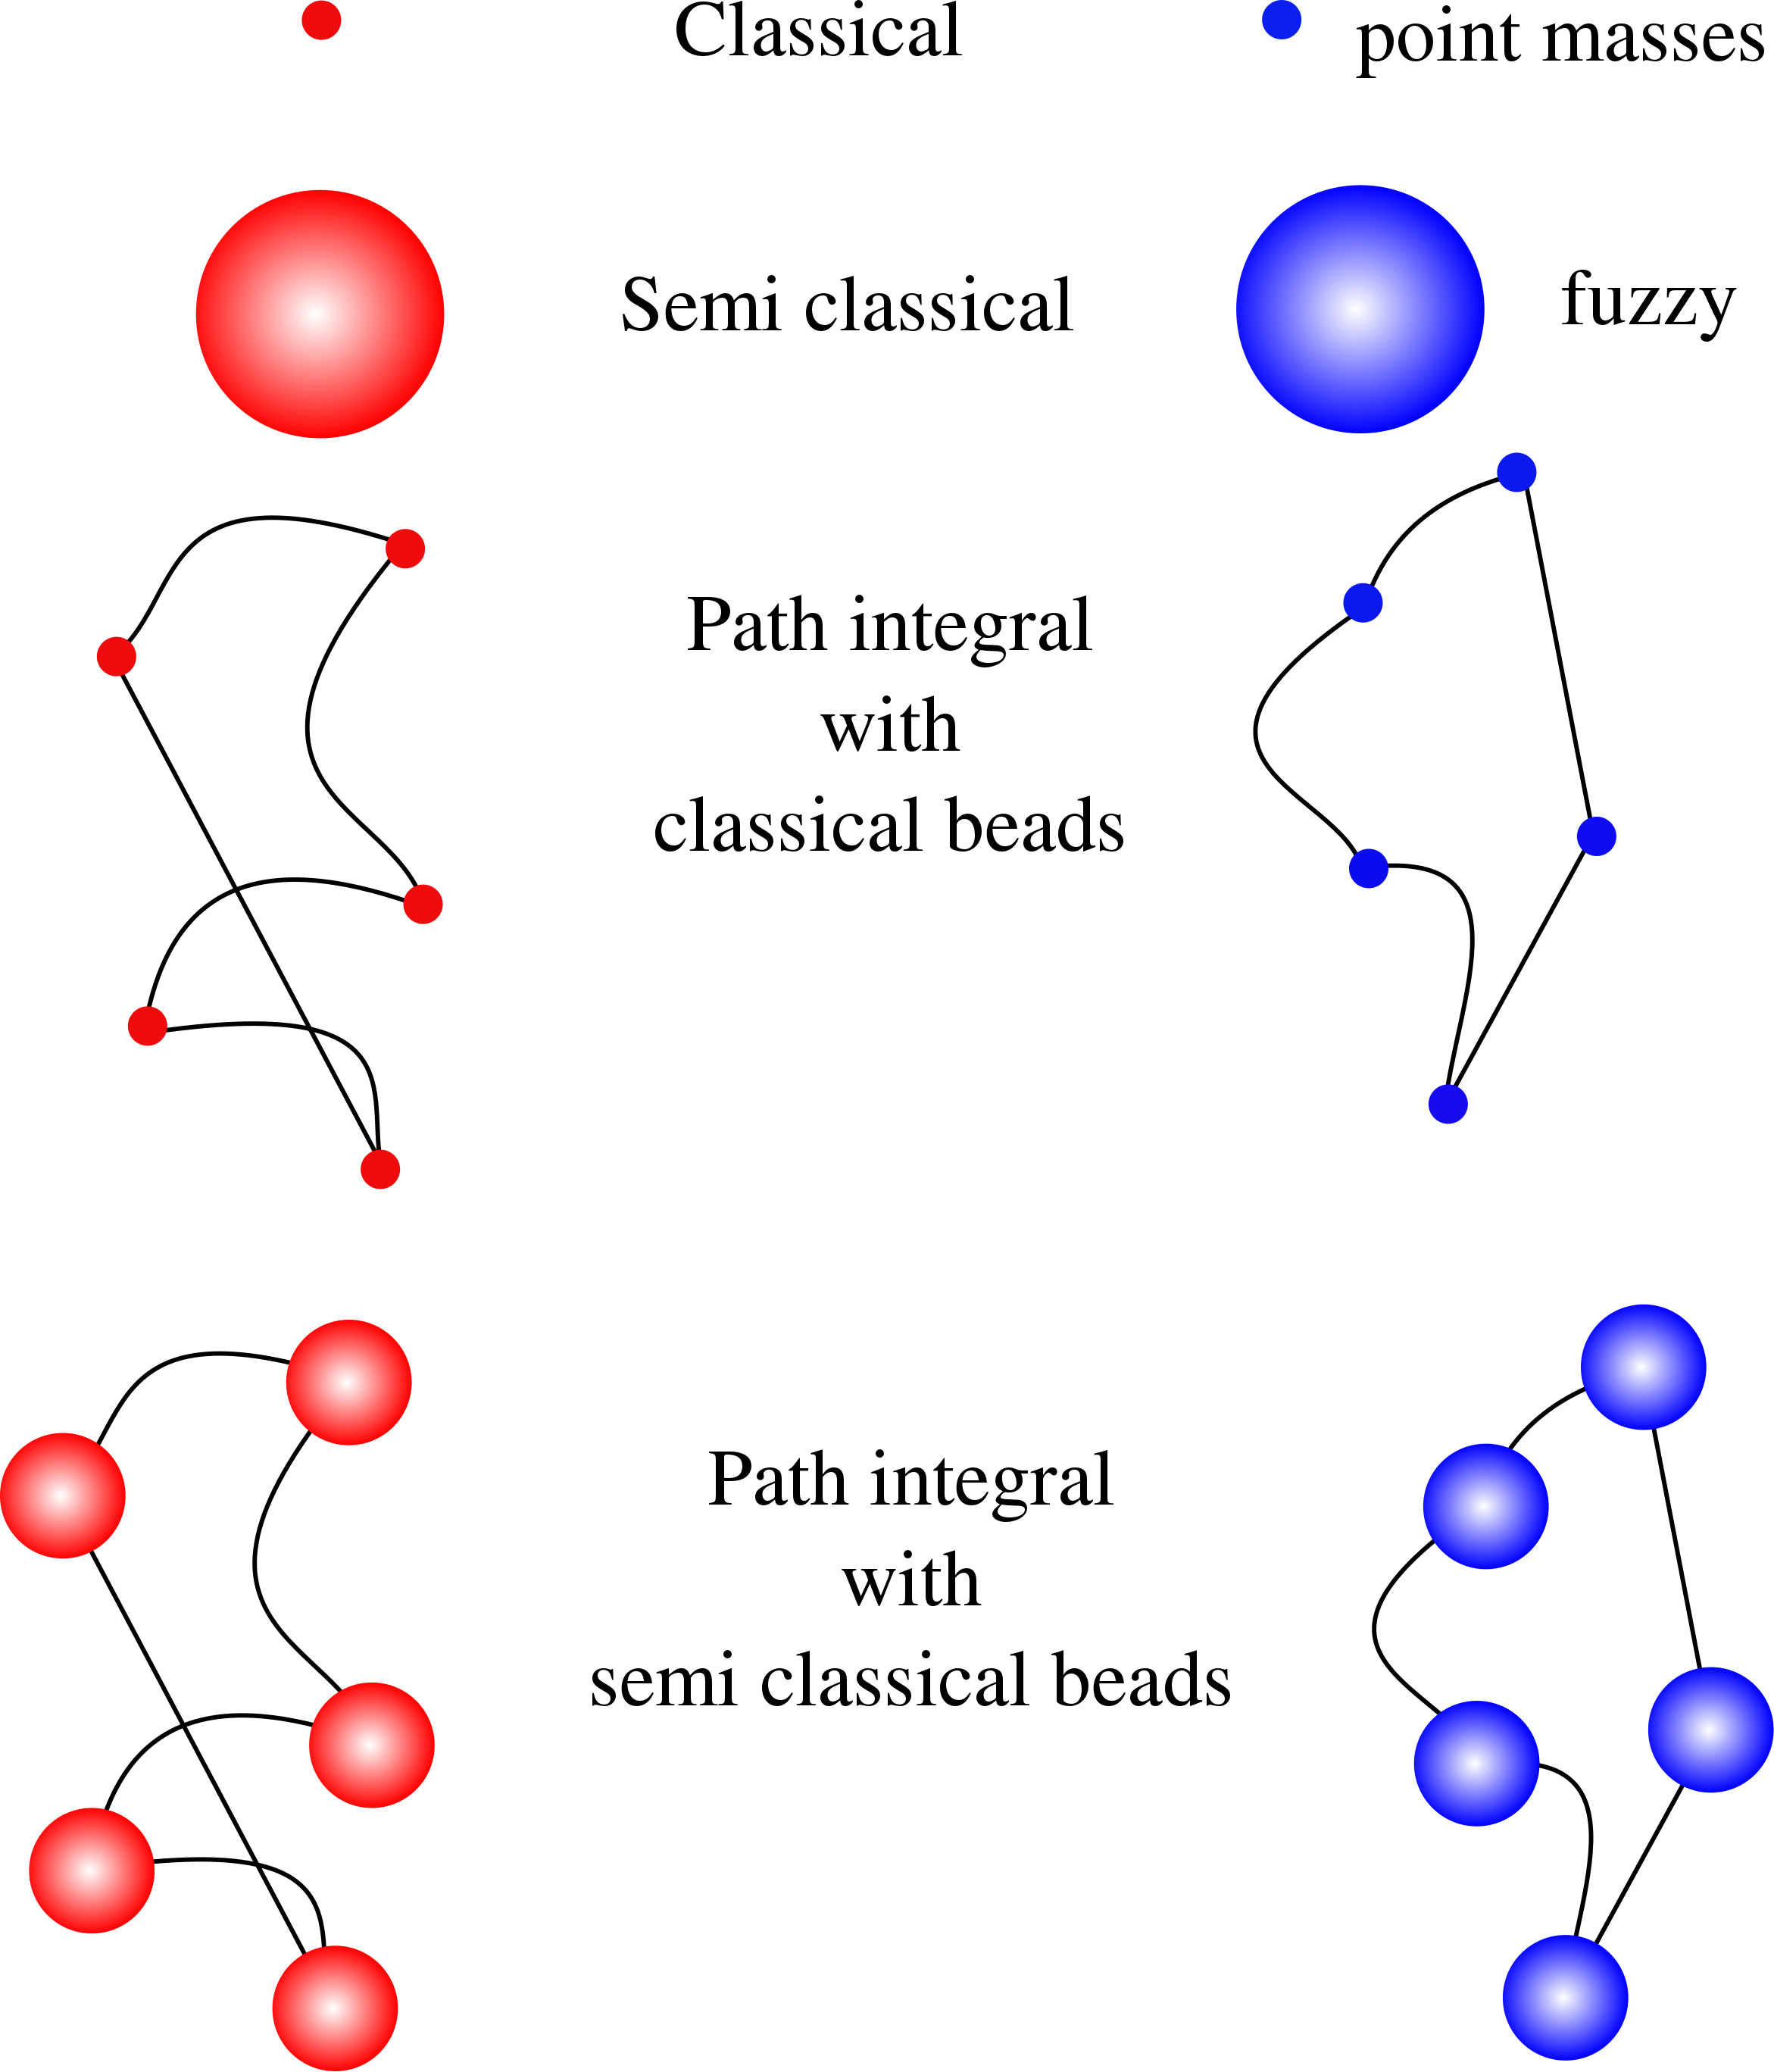 Classical
point masses
Semi classical
fuzzy
Path integral
with
classical beads
Path integral
with
semi classical beads